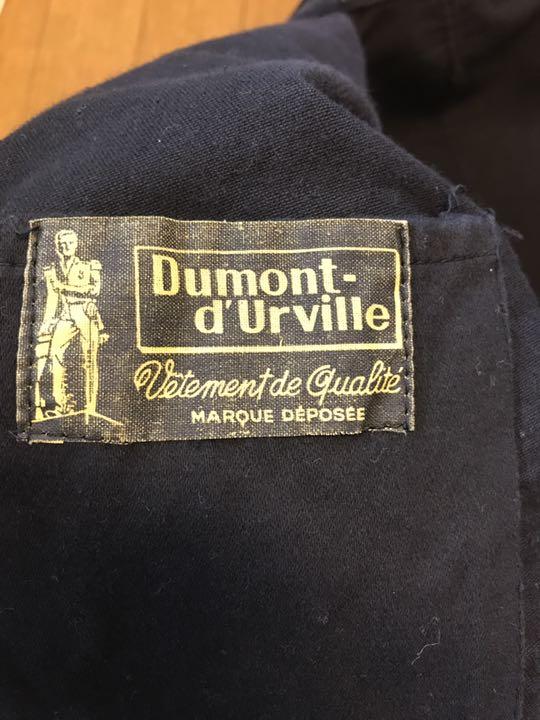 Dumont-
d'Urville
Vêtement de Qualité
MARQUE DÉPOSÉE